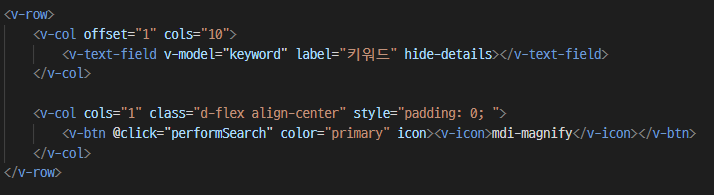 <v-row>
<v-col offset="1" cols="10">
<v-text-field v-model="keyword" label="키워드" hide-details></v-text-field>
</v-col>
<v-col cols="1" class="d-flex align-center" style="padding: 0; ">
<v-btn @click="performSearch" color="primary" icon><v-icon>mdi-magnify</v-icon></v-btn>
</v-col>
</v-row>